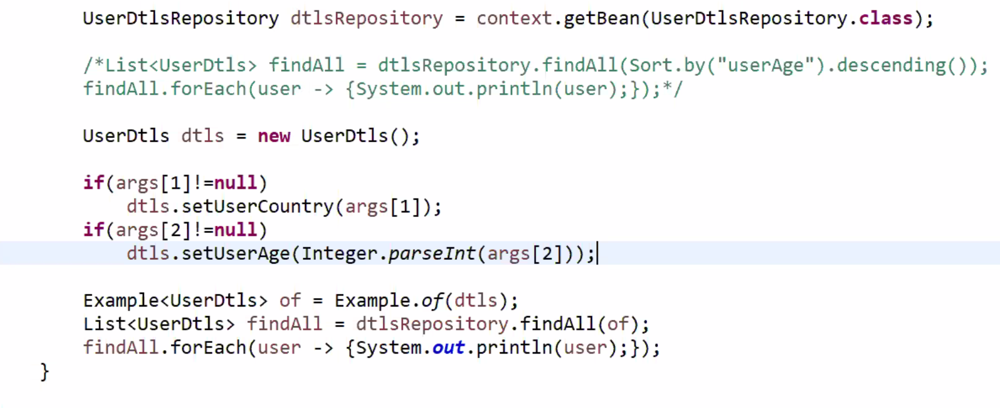 UserDtlsRepository dtlsRepository = context.getBean(UserDtlsRepository.class);
/*List<UserDtls> findAll = dtlsRepository.findAll(Sort.by("userAge").descending());
findAll.forEach(user -> {System.out.println(user);});*/
UserDtls dtls = new UserDtls();
if(args[1]!=null)
dtls.setUserCountry(args[1]);
if(args[2]!=null)
dtls.setUserAge(Integer.parseInt(args[2]));
Example<UserDtls> of = Example.of(dtls);
List<UserDtls> findAll = dtlsRepository.findAll(of);
findAll.forEach(user -> {System.out.println(user);});
}